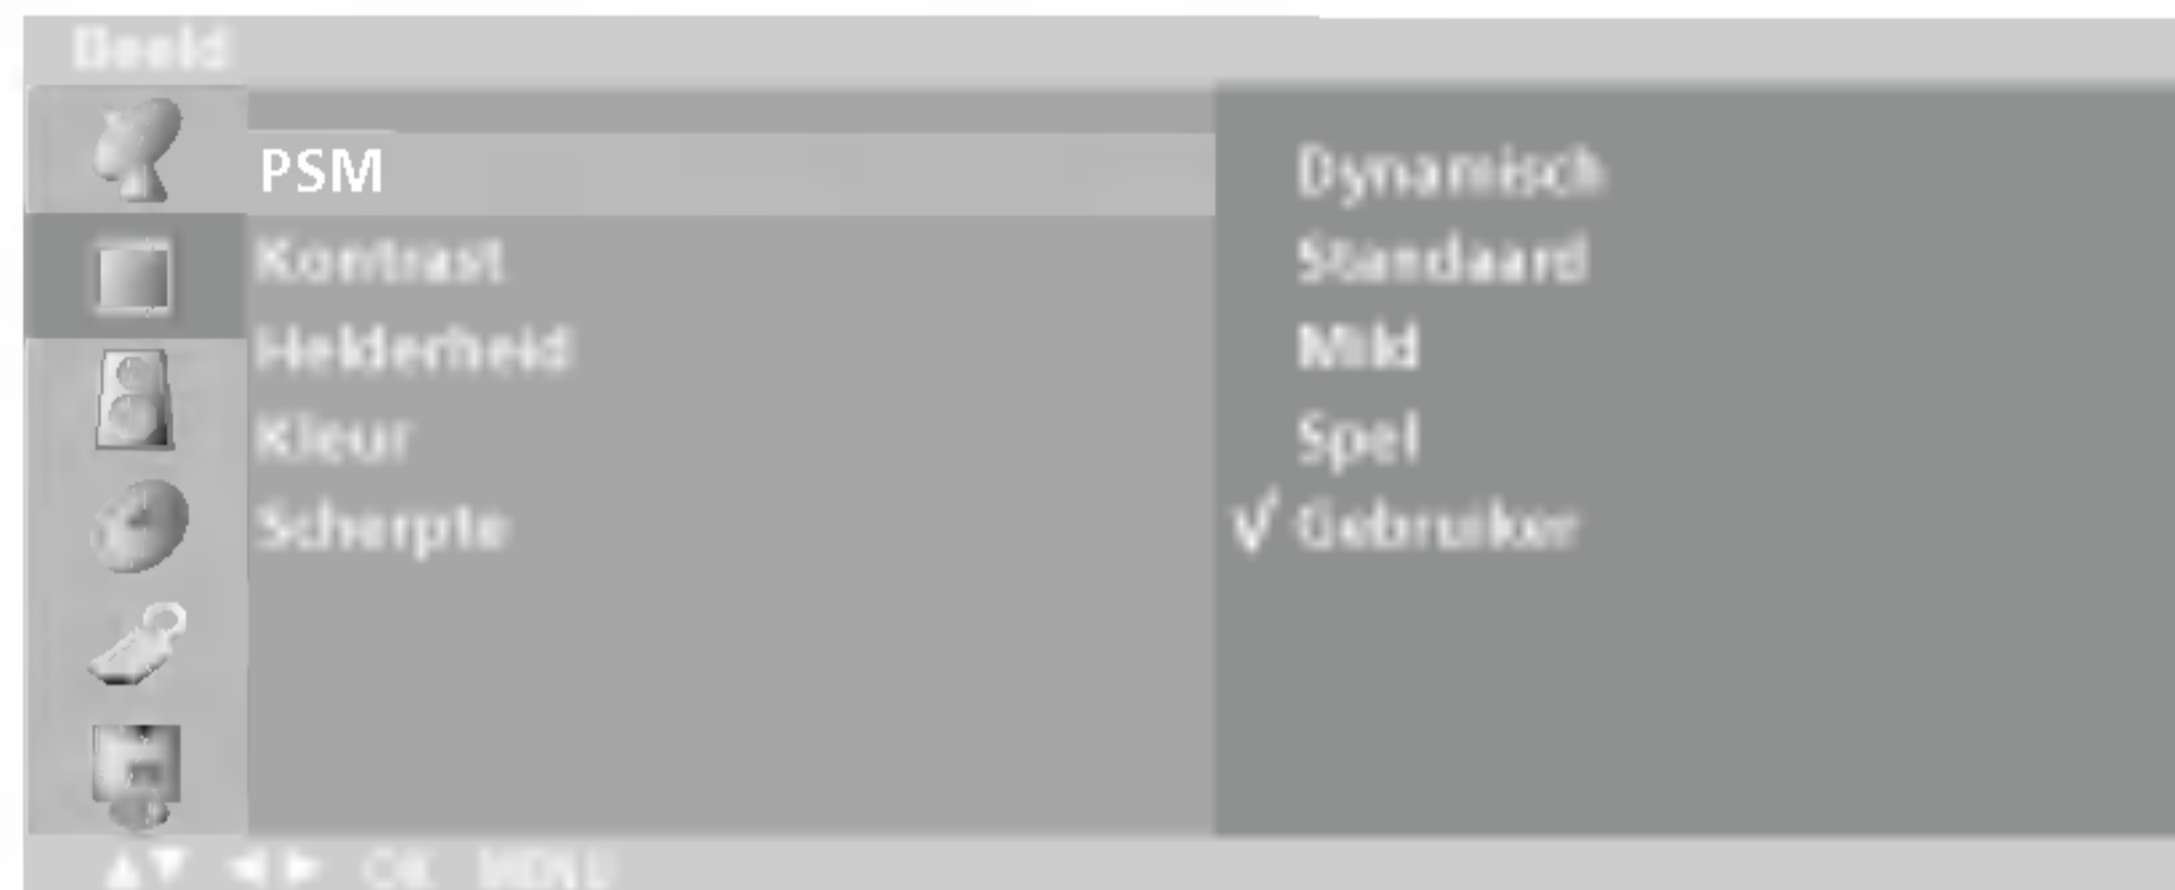 Beeld
PSM
Kontrast
Helderheid
Kleur
Scherpte
Dynamisch
Standaard
Mild
Spel
√ Gebruiker
▲▼ ◀▶ OK MENU